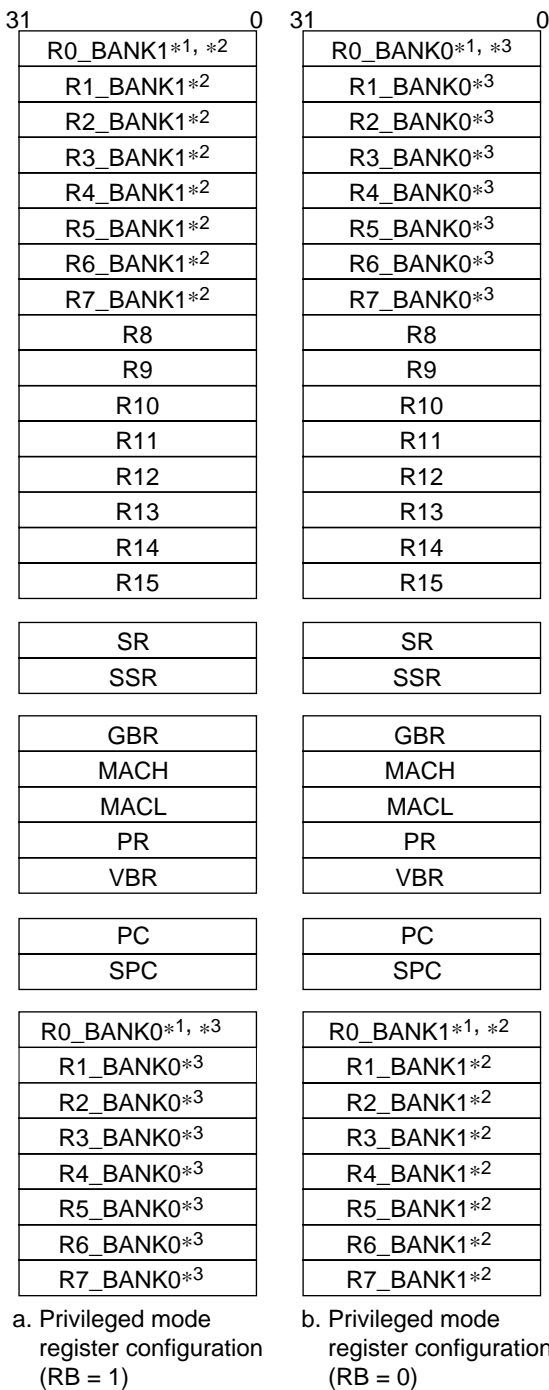 31 0
R0_BANK1*1, *2
R1_BANK1*2
R2_BANK1*2
R3_BANK1*2
R4_BANK1*2
R5_BANK1*2
R6_BANK1*2
R7_BANK1*2
R8
R9
R10
R11
R12
R13
R14
R15
SR
SSR
GBR
MACH
MACL
PR
VBR
PC
SPC
R0_BANK0*1, *3
R1_BANK0*3
R2_BANK0*3
R3_BANK0*3
R4_BANK0*3
R5_BANK0*3
R6_BANK0*3
R7_BANK0*3
a. Privileged mode
register configuration
(RB = 1)
31 0
R0_BANK0*1, *3
R1_BANK0*3
R2_BANK0*3
R3_BANK0*3
R4_BANK0*3
R5_BANK0*3
R6_BANK0*3
R7_BANK0*3
R8
R9
R10
R11
R12
R13
R14
R15
SR
SSR
GBR
MACH
MACL
PR
VBR
PC
SPC
R0_BANK1*1, *2
R1_BANK1*2
R2_BANK1*2
R3_BANK1*2
R4_BANK1*2
R5_BANK1*2
R6_BANK1*2
R7_BANK1*2
b. Privileged mode
register configuration
(RB = 0)